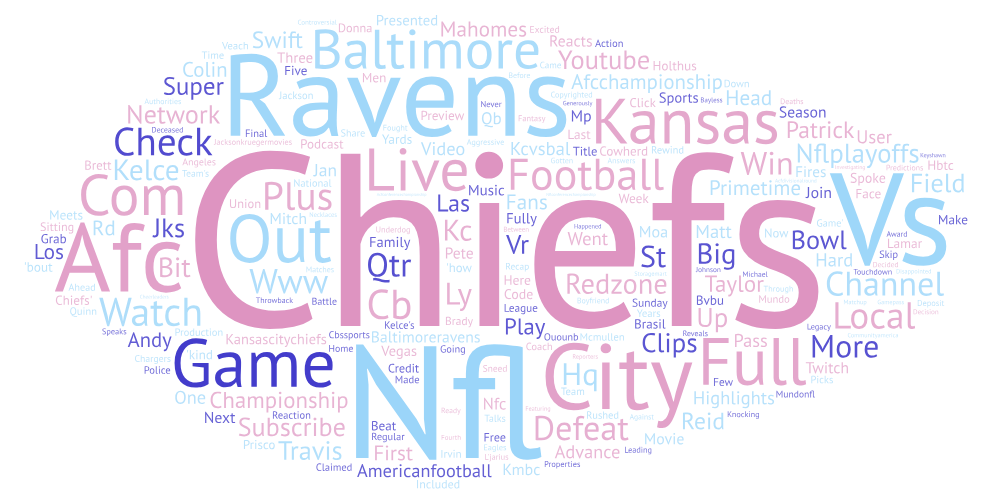 Controversial
Donna Presented
Veach Swift Mahomes Excited
Time Baltimore Reacts Action
Colin Three Before Came Youtube Holthus
Super Five Ravens Afcchampionship Down
Authorities Men Copyrighted Click Sports Bayless Head Deaths
Network Jackson Never Generously Kansas Season
Deceased Final Share Fought Preview Qb Fantasy Mp Patrick User
Check Jacksonkruegermovies Yards Aggressive Last Title Cowherd Rewind
Brett Kelce Angeles Podcast Video Kcvsbal Gotten Answers Win Nflplayoffs Keyshawn
Team's Jan Live Football Fires Predictions Hbtc
Com National Plus Music Fans Week Primetime Join Spoke Face Vs Field
Meets Union Mitch Las Fully Moa Matt Game Award Make
Sitting Rd Jks Out Underdog Kc Between Happened Bowl Lamar
Grab Los Afc Chiefs Family Vr Went St Big Now Hard Skip
'bout Bit Qtr Pete Recap Johnson Michael Decided
Ahead Www Matches 'how Here Redzone Taylor Through Touchdown Channel
Chiefs' Watch Throwback Battle Cb Ly Code Sunday Bvbu Mundo Deposit
Quinn Kelce's Brady League Boyfriend Years Up Legacy Local Decision
Speaks Production Cbssports Play Brasil Reveals
Andy Kansascitychiefs Baltimoreravens Ouounb Mcmullen Clips Pass More
Chargers Game Home Going Coach City Full
Police 'kind Vegas Credit Nfl Sneed Reporters Hq Few Twitch Picks
One Championship Made Nfc Team Highlights Mundonfl
Next Reaction Beat Ready Talks Featuring Rushed Against Reid Knocking
Subscribe Regular Free Defeat Movie
Prisco Travis First Fourth Eagles Advance Leading
Claimed Americanfootball Irvin L'jarius Kmbc Properties
Included